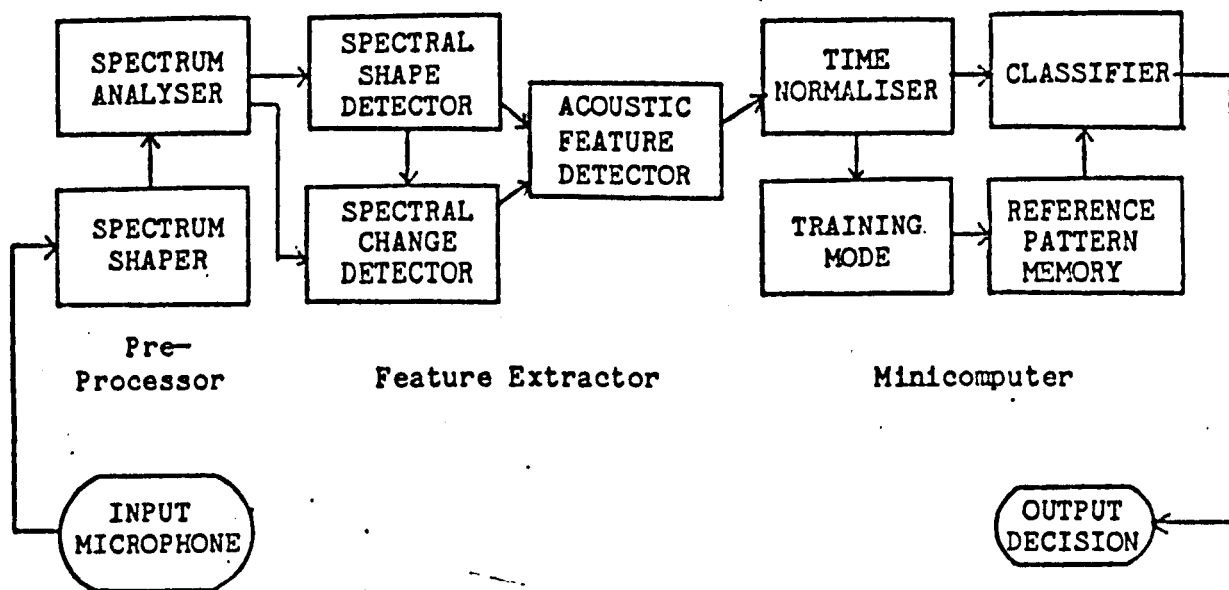 SPECTRUM
ANALYSER
SPECTRAL
SHAPE
DETECTOR
ACOUSTIC
FEATURE
DETECTOR
TIME
NORMALISER
CLASSIFIER
SPECTRUM
SHAPER
SPECTRAL
CHANGE
DETECTOR
TRAINING.
MODE
REFERENCE
PATTERN
MEMORY
Pre-
Processor
Feature Extractor
Minicomputer
INPUT
MICROPHONE
OUTPUT
DECISION